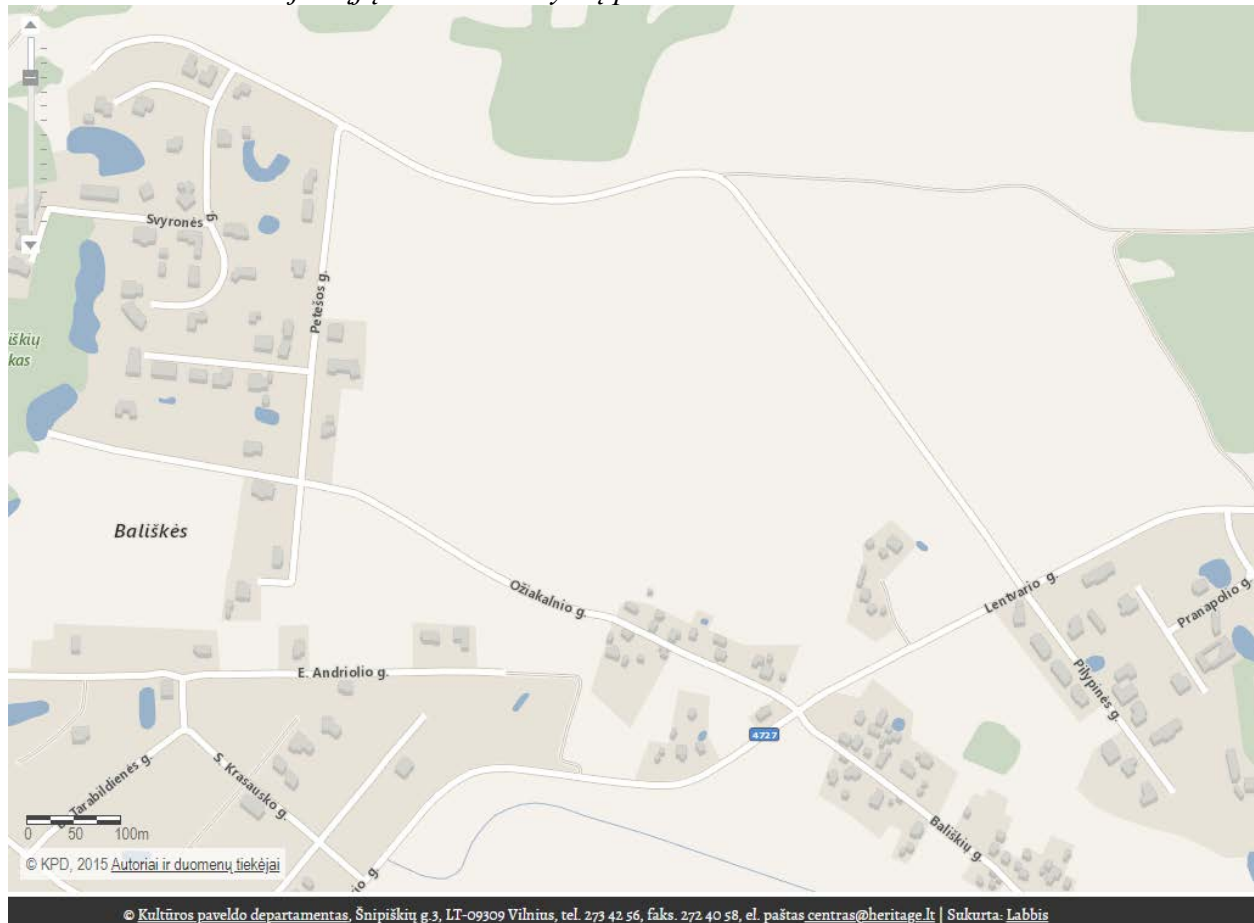 Svyronės g.
Petešos g.
iškių
kas
Bališkės
Ožiakalnio g.
Lentvario g.
Pranapolio g.
E. Andriolio g.
Pilypinės g.
4727
Tarabildienės g.
S. Krasausko g.
Bališkių g.
io g.
0 50 100m
© KPD, 2015 Autoriai ir duomenų tiekėjai
© Kultūros paveldo departamentas, Šnipiškių g.3, LT-09309 Vilnius, tel. 273 42 56, faks. 272 40 58, el. paštas centras@heritage.lt | Sukurta: Labbis